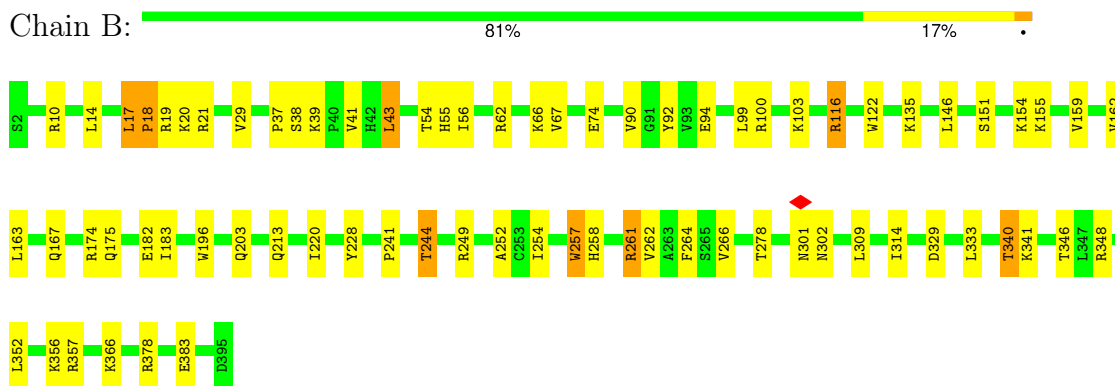 Chain B:
81% 17% •
S2 R10 L14 L17 P18 R19 K20 R21 V29 P37 S38 K39 P40 V41 H42 L43 T54 H55 I56 R62 K66 V67 E74 V90 G91 Y92 V93 E94 L99 R100 K103 R116 W122 K135 L146 S151 K154 K155 V159
L163 Q167 R174 Q175 E182 I183 W196 Q203 Q213 I220 Y228 P241 T244 R249 A252 C253 I254 W257 H258 R261 V262 A263 F264 S265 V266 T278 N301 N302 L309 I314 D329 L333 T340 K341 T346 L347 R348
L352 K356 R357 K366 R378 E383 D395